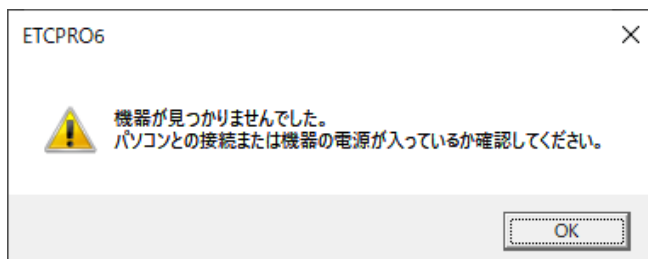 ETCPRO6
機器が見つかりませんでした。
パソコンとの接続または機器の電源が入っているか確認してください。
OK